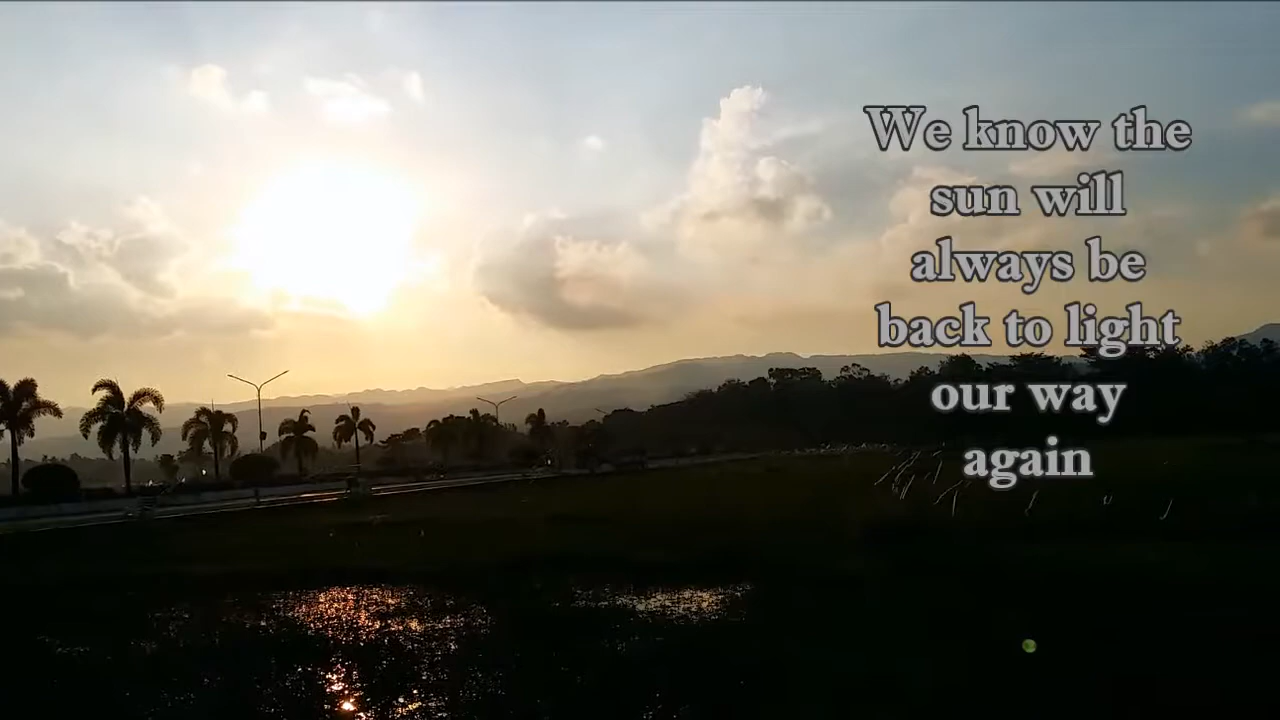 We know the
sun will
always be
back to light
our way
again